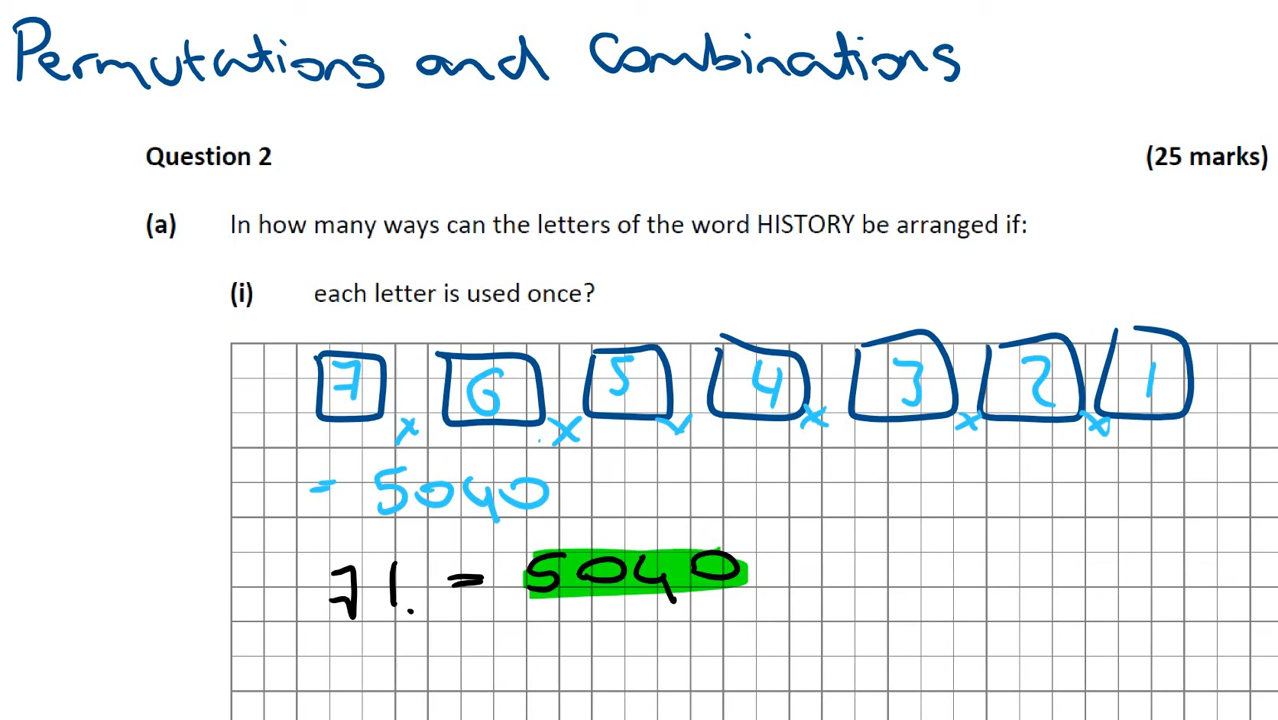 Permutations and Combinations
Question 2 (25 marks)
(a) In how many ways can the letters of the word HISTORY be arranged if:
(i) each letter is used once?
7 × 6 × 5 × 4 × 3 × 2 × 1
= 5040
7! = 5040